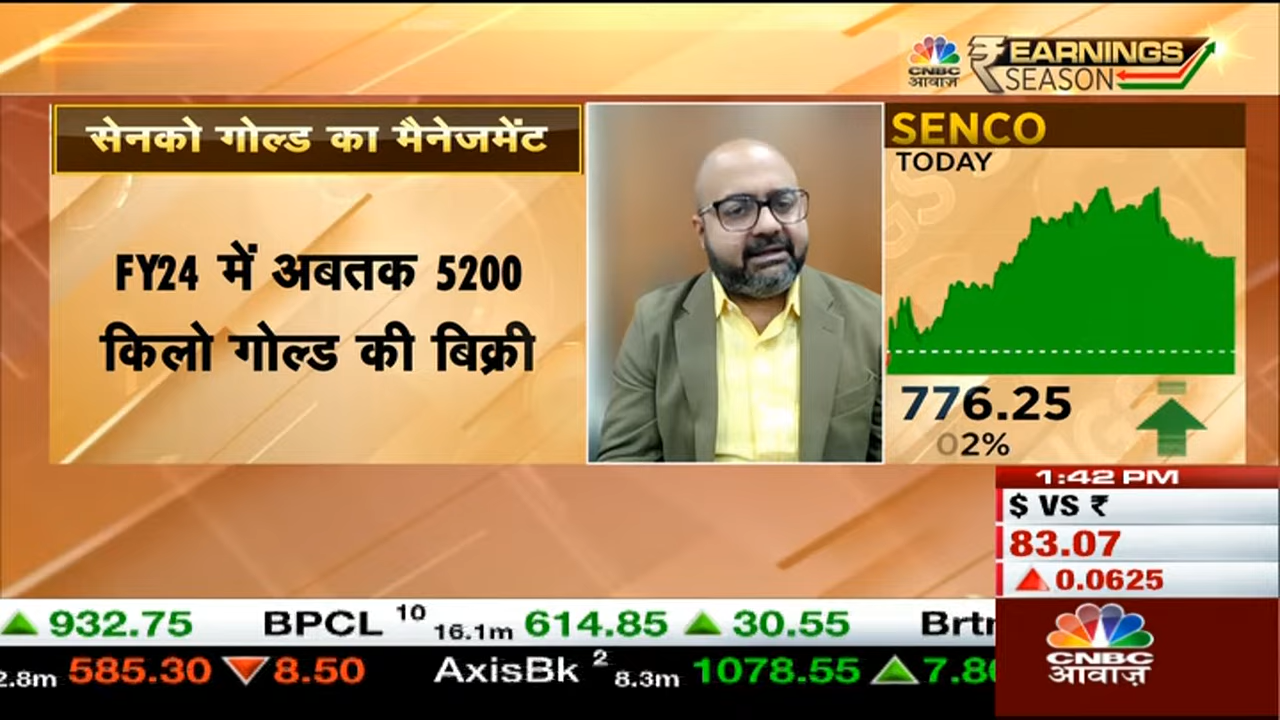 CNBC
आवाज़
₹ EARNINGS
SEASON
सेनको गोल्ड का मैनेजमेंट
FY24 में अबतक 5200
किलो गोल्ड की बिक्री
SENCO
TODAY
776.25
02%
1:42 PM
$ VS ₹
83.07
0.0625
932.75 BPCL 10 16.1m 614.85 30.55
2.8m 585.30 8.50 AxisBk 2 8.3m 1078.55
CNBC
आवाज़